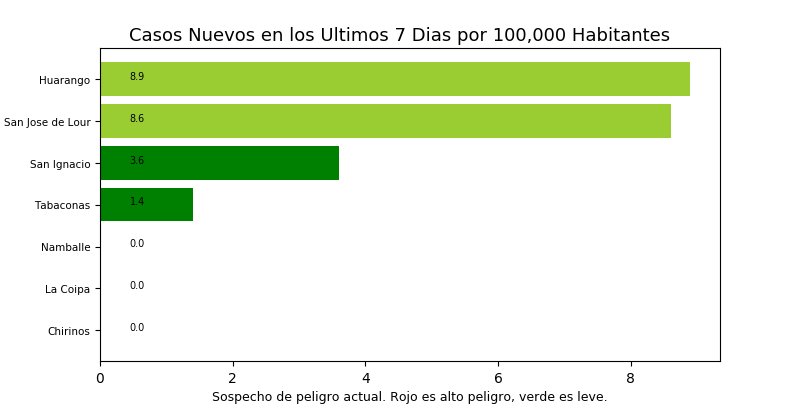 Casos Nuevos en los Ultimos 7 Dias por 100,000 Habitantes
Huarango 8.9
San Jose de Lour 8.6
San Ignacio 3.6
Tabaconas 1.4
Namballe 0.0
La Coipa 0.0
Chirinos 0.0
0 2 4 6 8
Sospecho de peligro actual. Rojo es alto peligro, verde es leve.